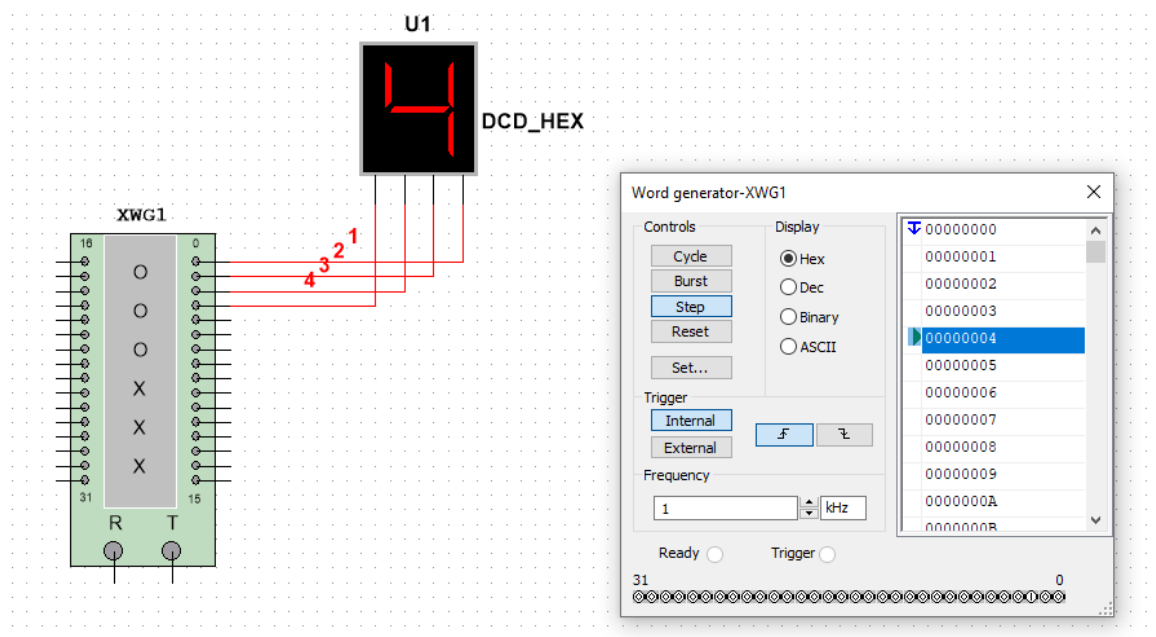 U1
DCD_HEX
XWG1
16 0
O
O
O
X
X
X
31 15
R T
1
2
3
4
Word generator-XWG1
Controls
Cycle
Burst
Step
Reset
Set...
Display
Hex
Dec
Binary
ASCII
Trigger
Internal
External
Frequency
1 kHz
Ready Trigger
31 0
00000000
00000001
00000002
00000003
00000004
00000005
00000006
00000007
00000008
00000009
0000000A
0000000B
4